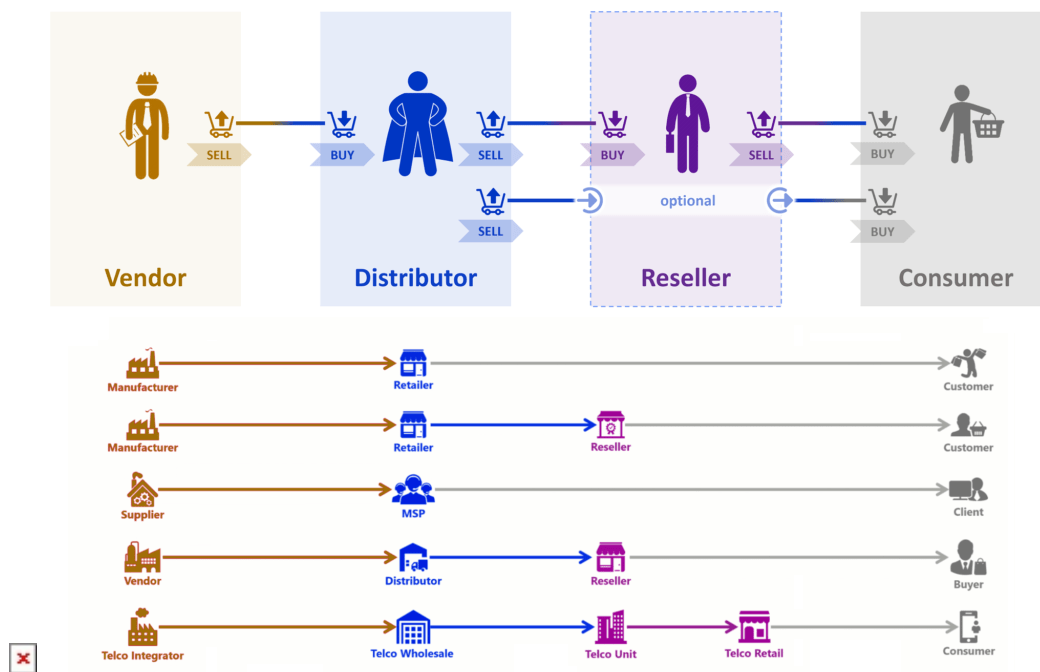 SELL
BUY
SELL
BUY
SELL
BUY
SELL
optional
BUY
Vendor
Distributor
Reseller
Consumer
Manufacturer
Retailer
Customer
Manufacturer
Retailer
Reseller
Customer
Supplier
MSP
Client
Vendor
Distributor
Reseller
Buyer
Telco Integrator
Telco Wholesale
Telco Unit
Telco Retail
Consumer